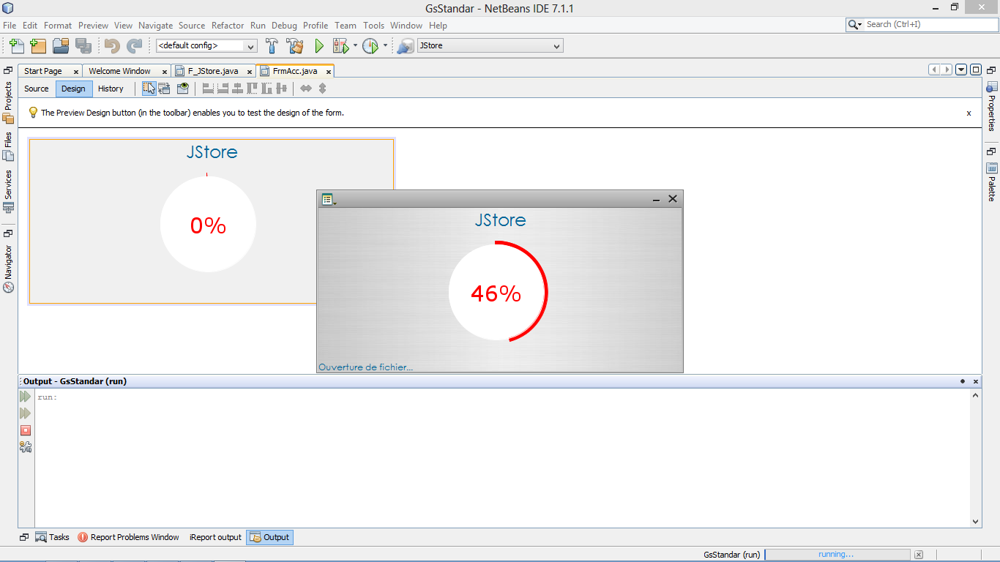 GsStandar - NetBeans IDE 7.1.1
File Edit Format Preview View Navigate Source Refactor Run Debug Profile Team Tools Window Help
Search (Ctrl+I)
<default config>
JStore
Start Page x Welcome Window x F_JStore.java x FrmAcc.java x
Source Design History
The Preview Design button (in the toolbar) enables you to test the design of the form.
x
Projects
Files
Services
Navigator
Properties
Palette
JStore
0%
JStore
46%
Ouverture de fichier...
Output - GsStandar (run)
run:
Tasks Report Problems Window iReport output Output
GsStandar (run) running...